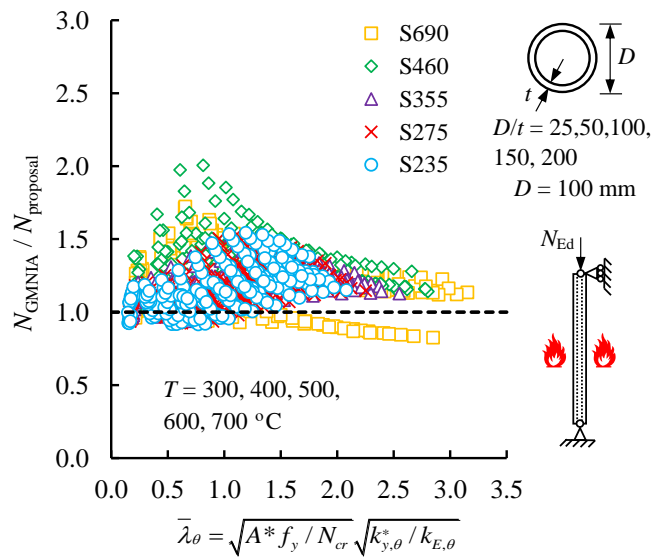 N_GMNIA / N_proposal
3.0
2.5
2.0
1.5
1.0
0.5
0.0
0.0 0.5 1.0 1.5 2.0 2.5 3.0 3.5
S690
S460
S355
S275
S235
T = 300, 400, 500,
600, 700 °C
λ̅_θ = √(A* f_y / N_cr) √(k*_{y,θ} / k_{E,θ})
D
t
D/t = 25,50,100,
150, 200
D = 100 mm
N_Ed